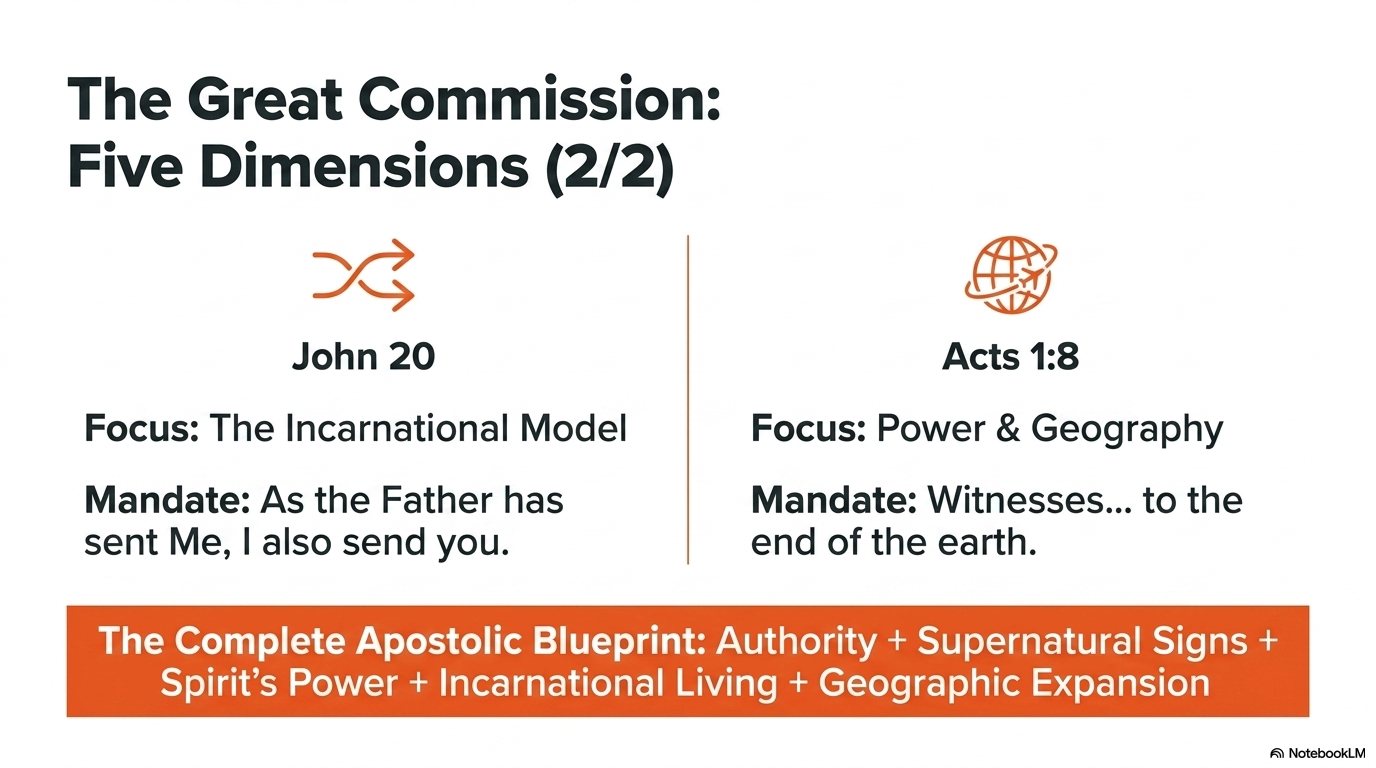 The Great Commission:
Five Dimensions (2/2)
John 20
Focus: The Incarnational Model
Mandate: As the Father has
sent Me, I also send you.
Acts 1:8
Focus: Power & Geography
Mandate: Witnesses... to the
end of the earth.
The Complete Apostolic Blueprint: Authority + Supernatural Signs +
Spirit’s Power + Incarnational Living + Geographic Expansion
NotebookLM